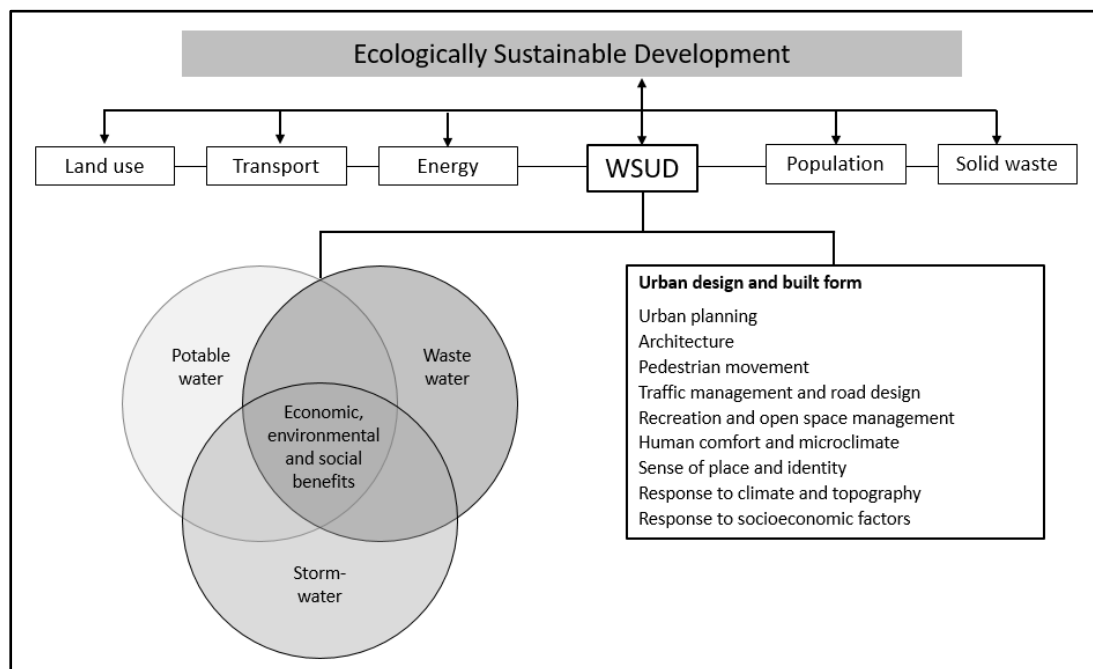 Ecologically Sustainable Development
Land use
Transport
Energy
WSUD
Population
Solid waste
Potable
water
Waste
water
Economic,
environmental
and social
benefits
Storm-
water
Urban design and built form
Urban planning
Architecture
Pedestrian movement
Traffic management and road design
Recreation and open space management
Human comfort and microclimate
Sense of place and identity
Response to climate and topography
Response to socioeconomic factors